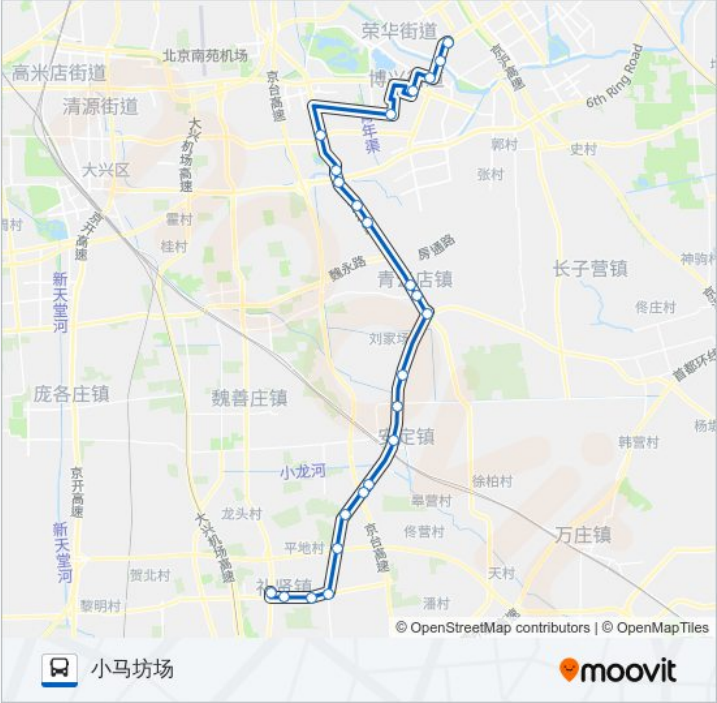 荣华街道
京沪高速
北京南苑机场
高米店街道
博兴
6th Ring Road
京台高速
清源街道
年渠
大兴机场高速
郭村
史村
大兴区
张村
霍村
京开高速
桂村
房通路
魏永路
长子营镇
神驹村
新天堂河
店镇
佟庄村
刘家场
首都环线
庞各庄镇
魏善庄镇
安定镇
韩营村
小龙河
京开高速
徐柏村
皋营村
龙头村
大兴机场高速
新天堂河
京台高速
佟营村
万庄镇
平地村
天村
贺北村
礼贤镇
黎明村
潘村
© OpenStreetMap contributors | © OpenMapTiles
小马坊场
moovit